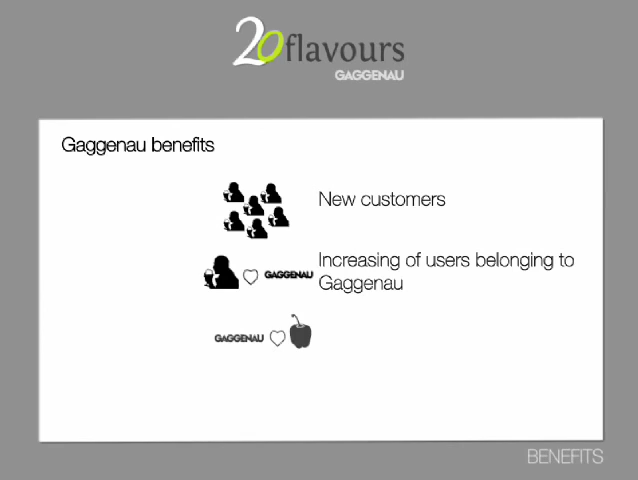 20flavours
GAGGENAU
Gaggenau benefits
New customers
Increasing of users belonging to
GAGGENAU
Gaggenau
GAGGENAU
BENEFITS